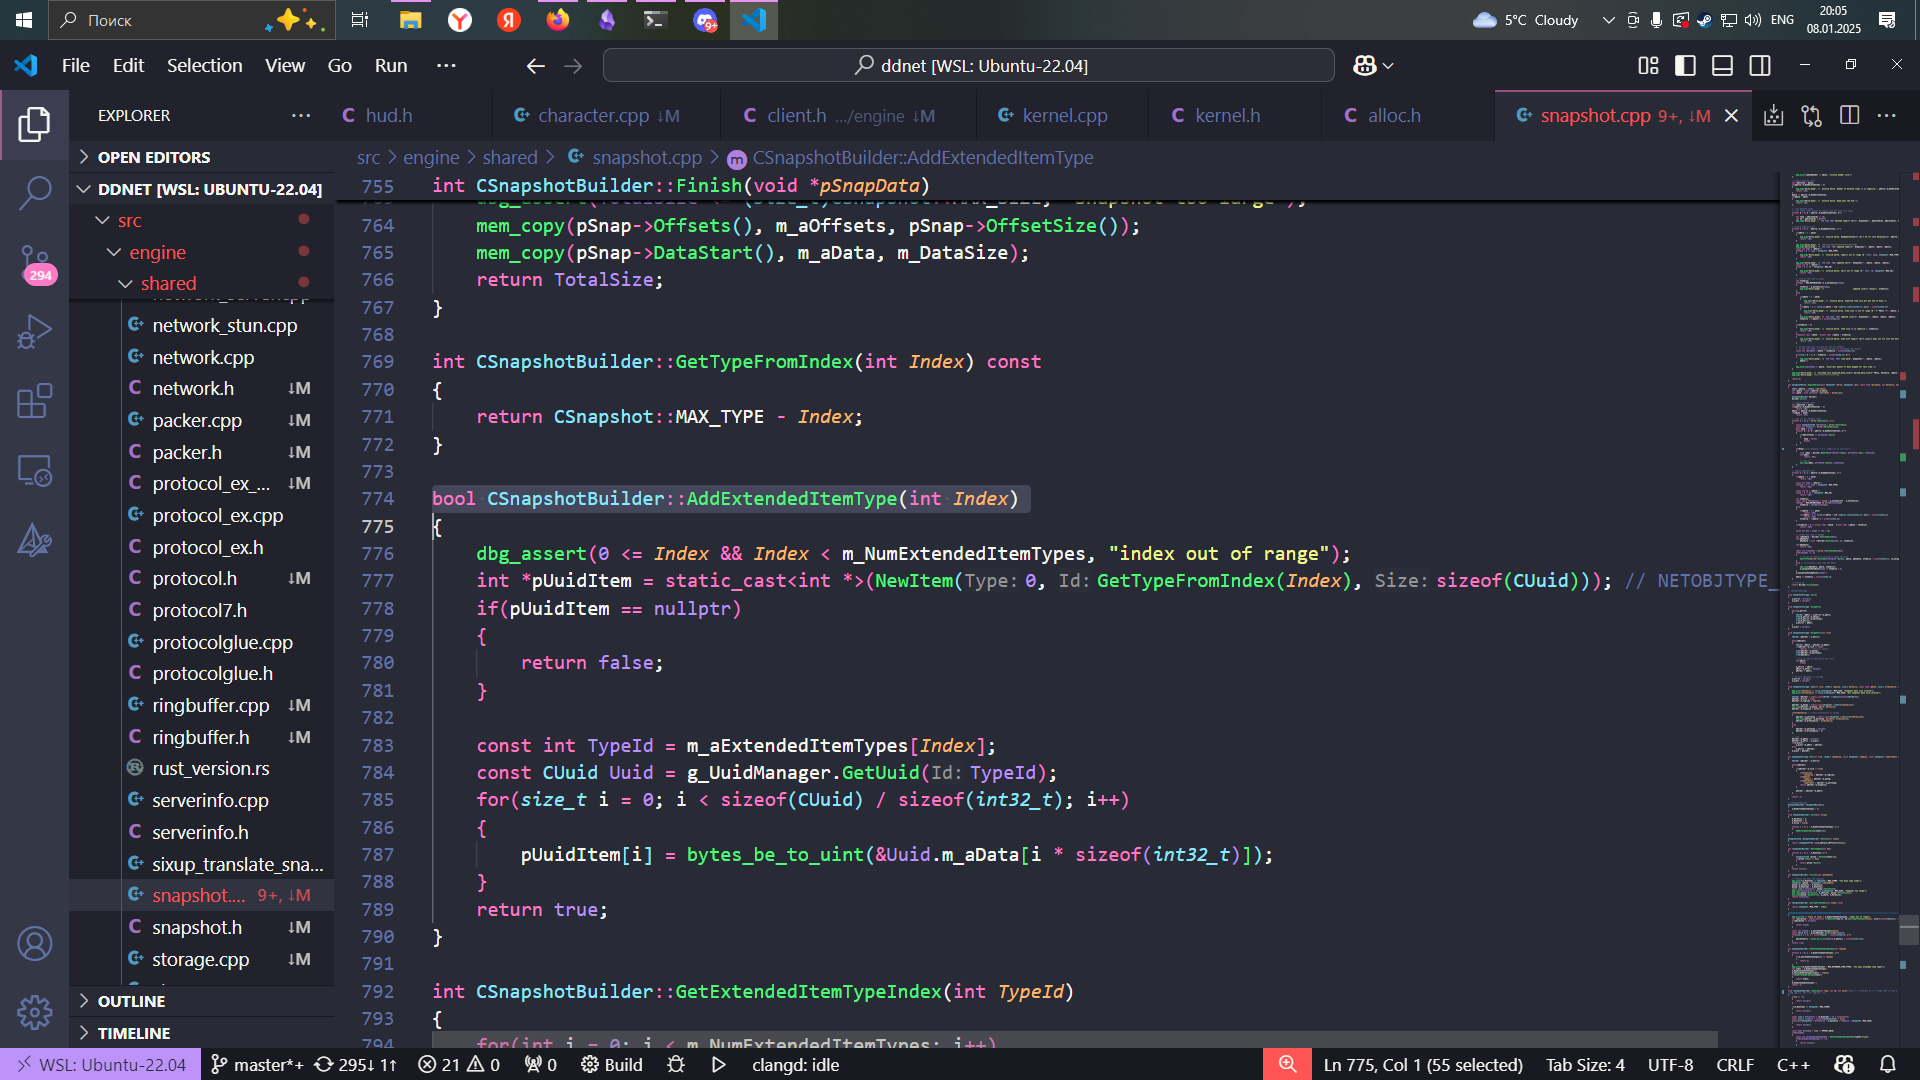 Поиск
9+
5°C Cloudy
ENG
20:05
08.01.2025
File Edit Selection View Go Run ···
ddnet [WSL: Ubuntu-22.04]
EXPLORER
hud.h
character.cpp ↓M
client.h .../engine ↓M
kernel.cpp
kernel.h
alloc.h
snapshot.cpp 9+, ↓M
OPEN EDITORS
src > engine > shared > snapshot.cpp > CSnapshotBuilder::AddExtendedItemType
DDNET [WSL: UBUNTU-22.04]
src
engine
shared
294
network_stun.cpp
network.cpp
network.h ↓M
packer.cpp ↓M
packer.h ↓M
protocol_ex_... ↓M
protocol_ex.cpp
protocol_ex.h
protocol.h ↓M
protocol7.h
protocolglue.cpp
protocolglue.h
ringbuffer.cpp ↓M
ringbuffer.h ↓M
rust_version.rs
serverinfo.cpp
serverinfo.h
sixup_translate_sna...
snapshot.... 9+, ↓M
snapshot.h ↓M
storage.cpp ↓M
OUTLINE
TIMELINE
755 int CSnapshotBuilder::Finish(void *pSnapData)
764 mem_copy(pSnap->Offsets(), m_aOffsets, pSnap->OffsetSize());
765 mem_copy(pSnap->DataStart(), m_aData, m_DataSize);
766 return TotalSize;
767 }
768
769 int CSnapshotBuilder::GetTypeFromIndex(int Index) const
770 {
771 return CSnapshot::MAX_TYPE - Index;
772 }
773
774 bool CSnapshotBuilder::AddExtendedItemType(int Index)
775 {
776 dbg_assert(0 <= Index && Index < m_NumExtendedItemTypes, "index out of range");
777 int *pUuidItem = static_cast<int *>(NewItem(Type: 0, Id: GetTypeFromIndex(Index), Size: sizeof(CUuid))); // NETOBJTYPE_
778 if(pUuidItem == nullptr)
779 {
780 return false;
781 }
782
783 const int TypeId = m_aExtendedItemTypes[Index];
784 const CUuid Uuid = g_UuidManager.GetUuid(Id: TypeId);
785 for(size_t i = 0; i < sizeof(CUuid) / sizeof(int32_t); i++)
786 {
787 pUuidItem[i] = bytes_be_to_uint(&Uuid.m_aData[i * sizeof(int32_t)]);
788 }
789 return true;
790 }
791
792 int CSnapshotBuilder::GetExtendedItemTypeIndex(int TypeId)
793 {
794 for(int i = 0; i < m_NumExtendedItemTypes; i++)
WSL: Ubuntu-22.04
master*+
295↓ 1↑
21 0
0
Build
clangd: idle
Ln 775, Col 1 (55 selected)
Tab Size: 4
UTF-8
CRLF
C++